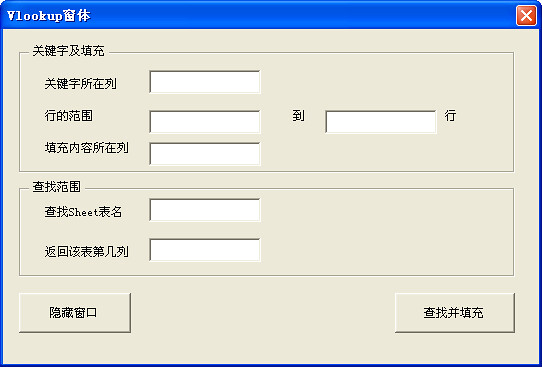 Vlookup窗体
关键字及填充
关键字所在列
行的范围 到 行
填充内容所在列
查找范围
查找Sheet表名
返回该表第几列
隐藏窗口 查找并填充